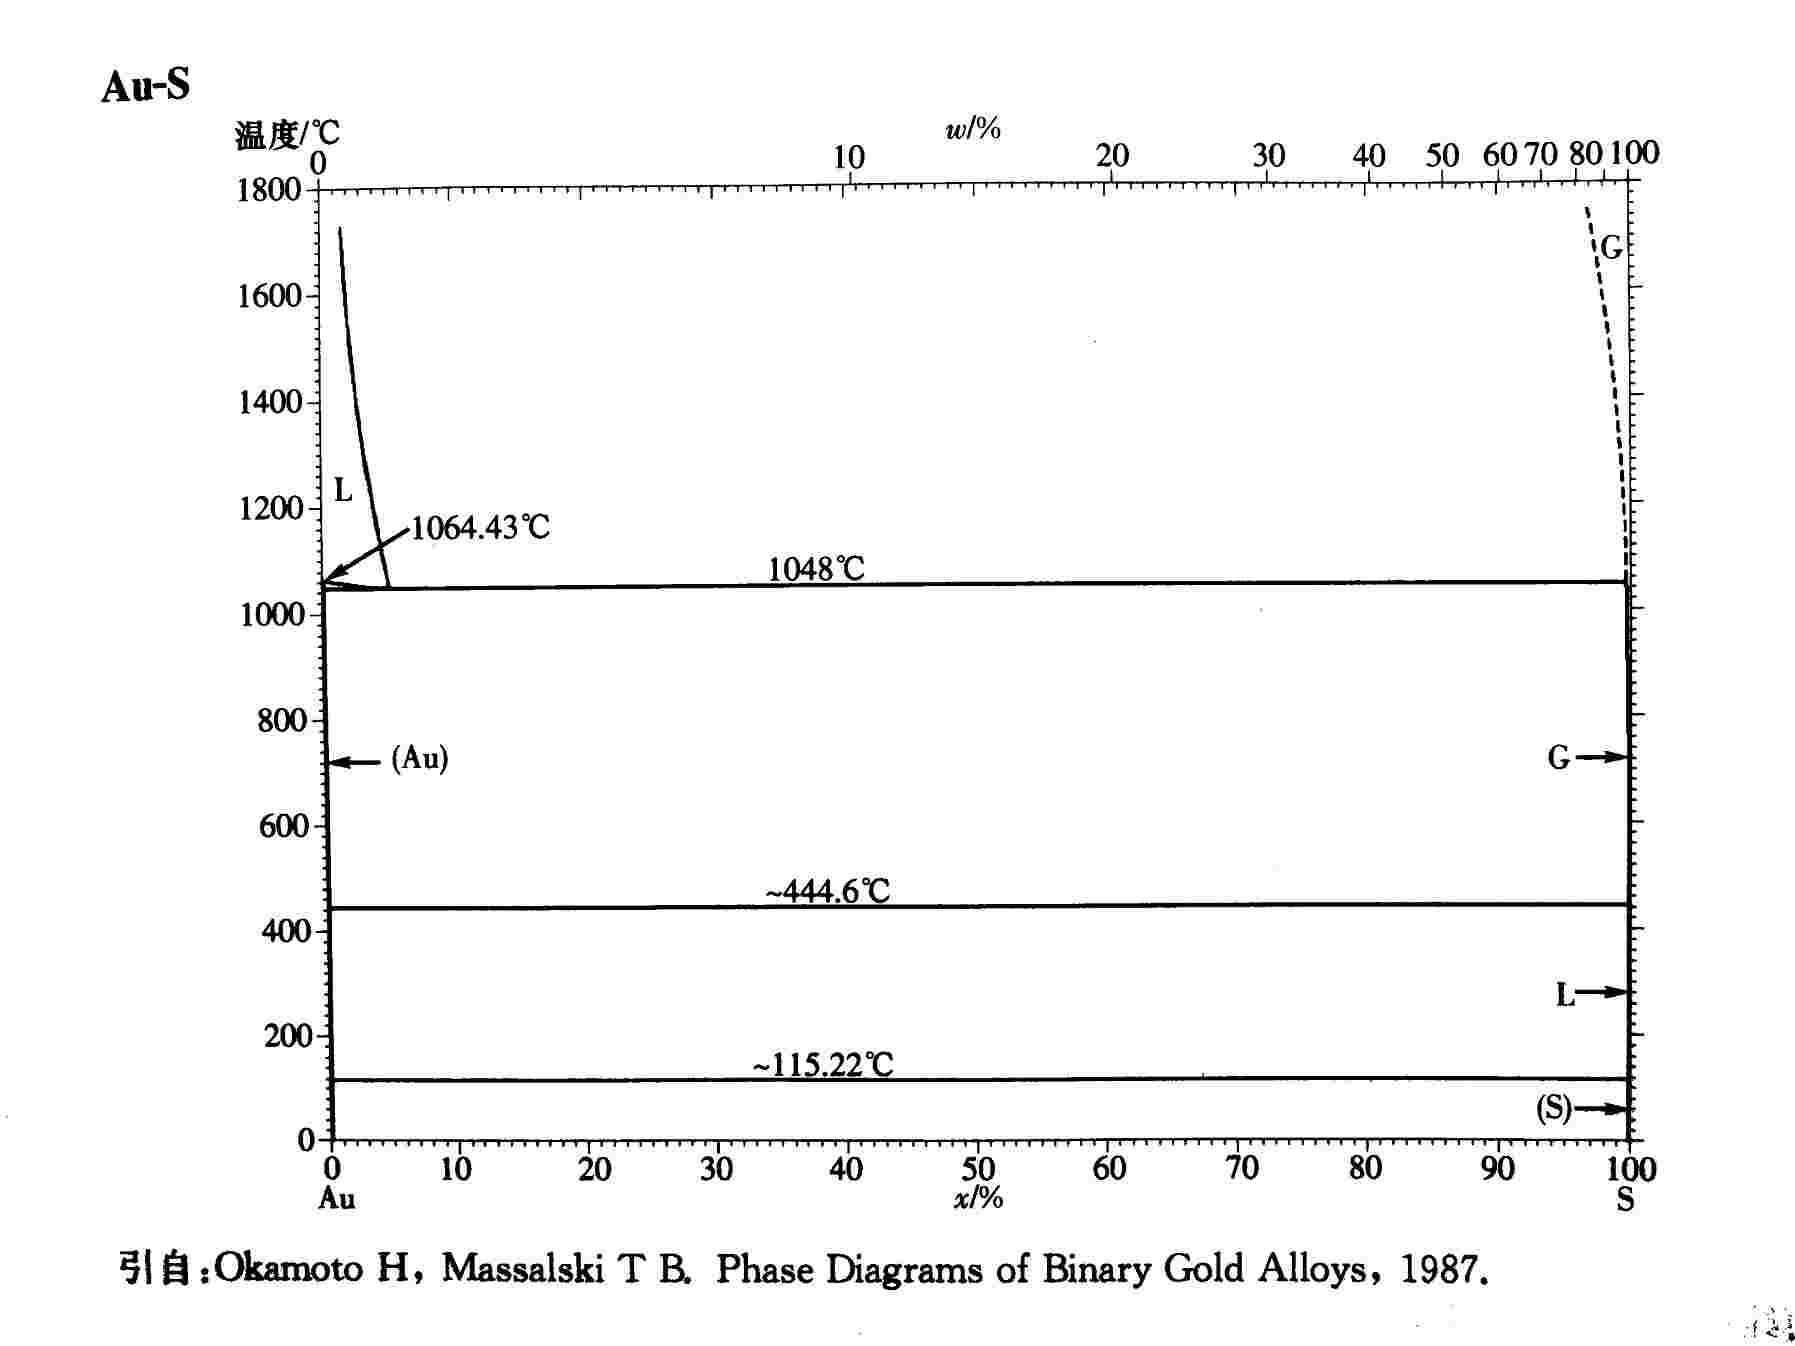 Au-S
温度/℃
w/%
0 10 20 30 40 50 60 70 80 100
1800
G
1600
1400
L
1200
1064.43℃
1048℃
1000
800
(Au)
G
600
~444.6℃
400
L
200
~115.22℃
(S)
0
0 10 20 30 40 50 60 70 80 90 100
Au x/% S
引自:Okamoto H, Massalski T B. Phase Diagrams of Binary Gold Alloys, 1987.